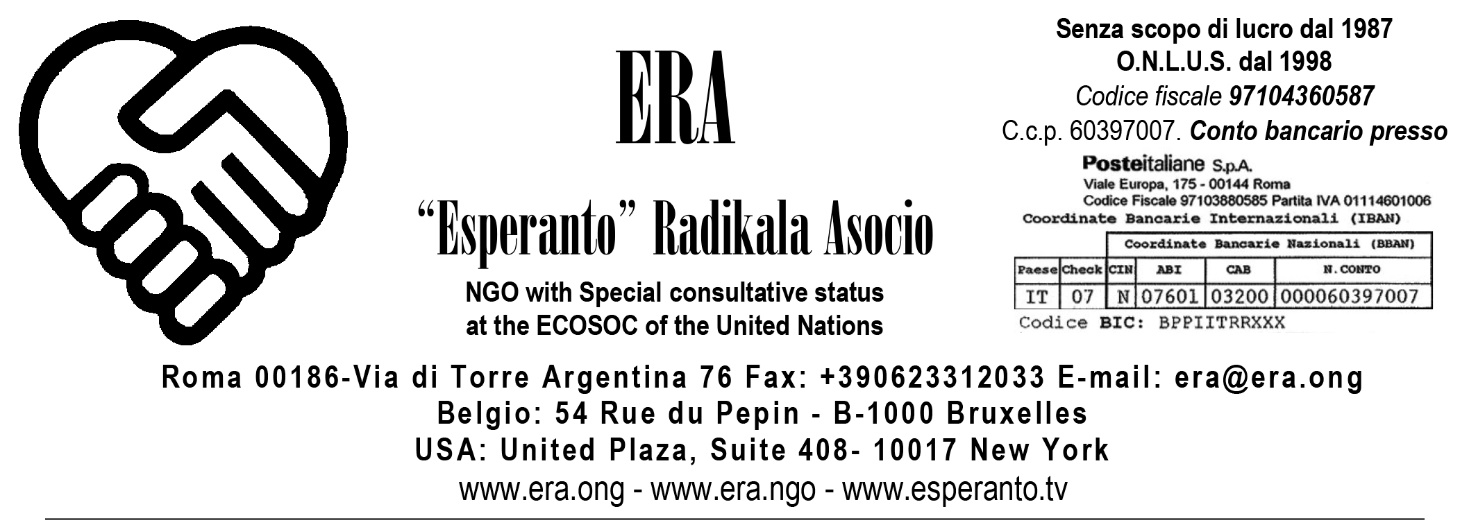 ERA
“Esperanto” Radikala Asocio
NGO with Special consultative status
at the ECOSOC of the United Nations
Senza scopo di lucro dal 1987
O.N.L.U.S. dal 1998
Codice fiscale 97104360587
C.c.p. 60397007. Conto bancario presso
Posteitaliane S.p.A.
Viale Europa, 175 - 00144 Roma
Codice Fiscale 97103880585 Partita IVA 01114601006
Coordinate Bancarie Internazionali (IBAN)
Coordinate Bancarie Nazionali (BBAN)
Paese Check CIN ABI CAB N. CONTO
IT 07 N 07601 03200 000060397007
Codice BIC: BPPIITRRXXX
Roma 00186-Via di Torre Argentina 76 Fax: +390623312033 E-mail: era@era.ong
Belgio: 54 Rue du Pepin - B-1000 Bruxelles
USA: United Plaza, Suite 408- 10017 New York
www.era.ong - www.era.ngo - www.esperanto.tv